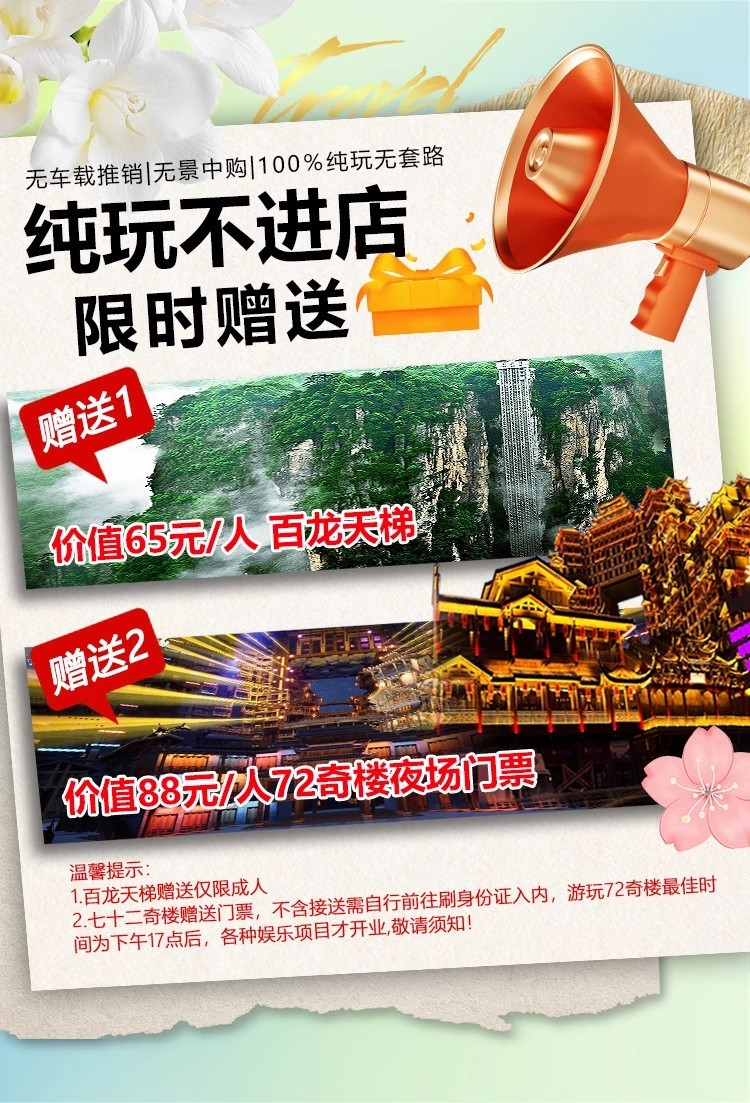 Travel
无车载推销|无景中购|100%纯玩无套路
纯玩不进店
限时赠送
赠送1
价值65元/人 百龙天梯
赠送2
价值88元/人72奇楼夜场门票
温馨提示：
1.百龙天梯赠送仅限成人
2.七十二奇楼赠送门票，不含接送需自行前往刷身份证入内，游玩72奇楼最佳时
间为下午17点后，各种娱乐项目才开业,敬请须知！